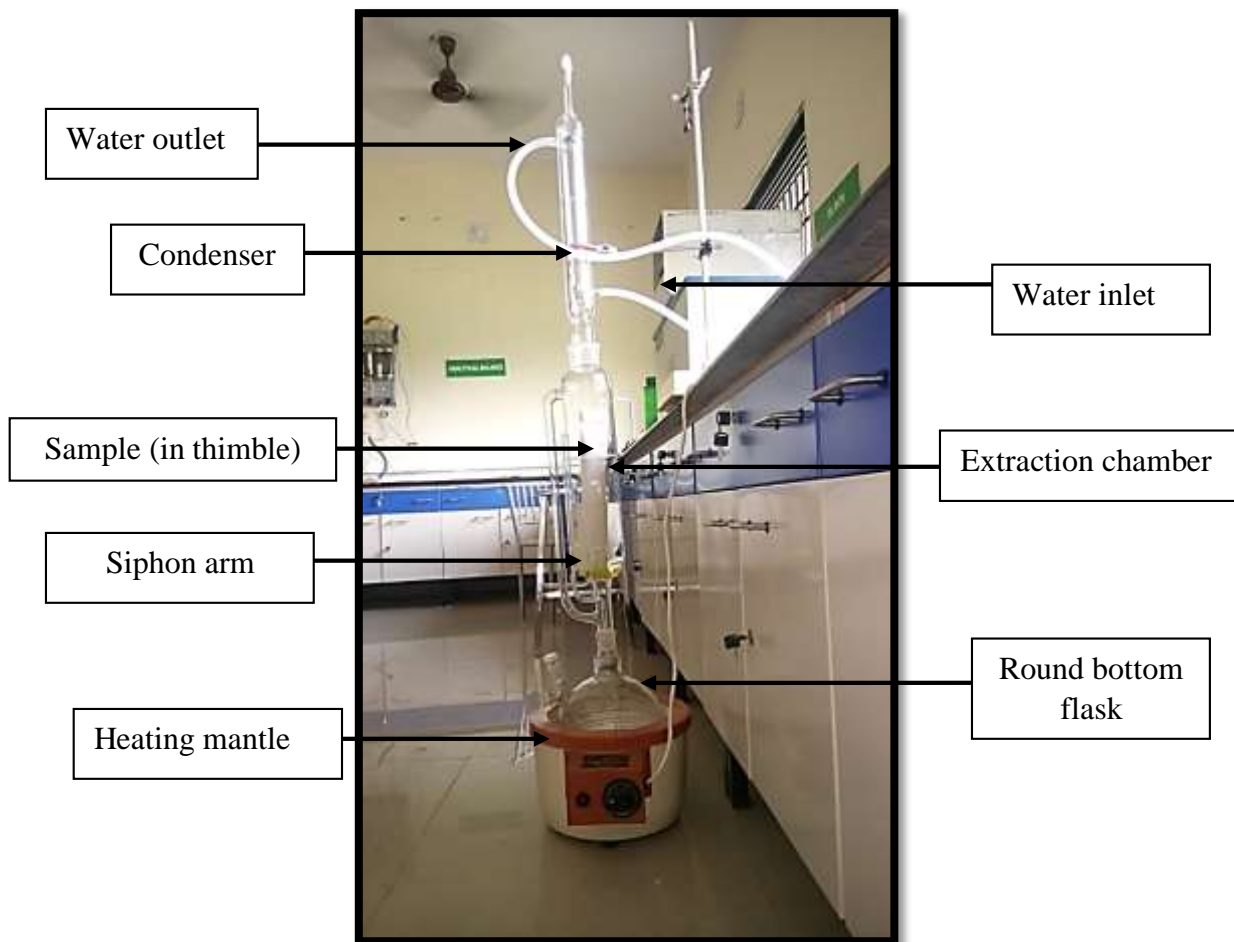 Water outlet
Condenser
Water inlet
Sample (in thimble)
Extraction chamber
Siphon arm
Round bottom
flask
Heating mantle